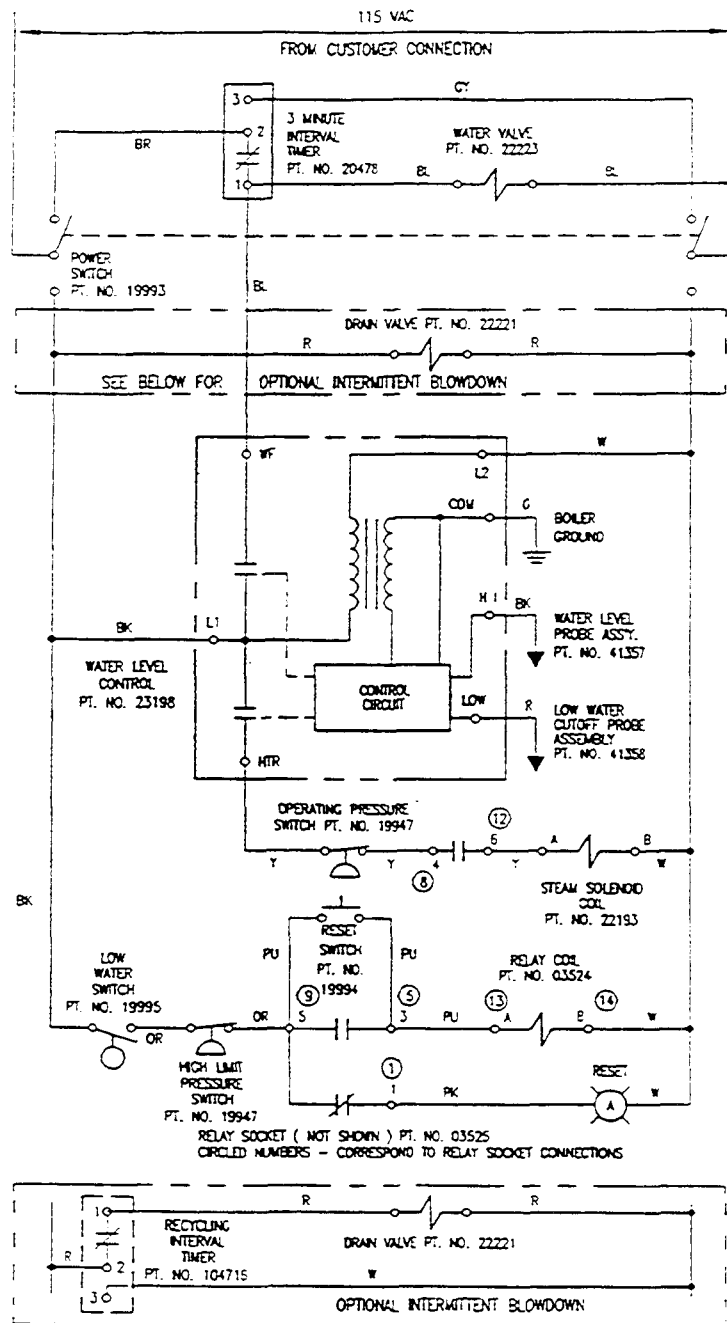 115 VAC
FROM CUSTOMER CONNECTION
3
GY
2
3 MINUTE
INTERVAL
TIMER
PT. NO. 20478
BR
WATER VALVE
PT. NO. 22223
1
BL
BL
POWER
SWITCH
PT. NO. 19993
BL
DRAIN VALVE PT. NO. 22221
R
R
SEE BELOW FOR OPTIONAL INTERMITTENT BLOWDOWN
WF
L2
W
COM
G
BOILER
GROUND
H I
BK
WATER LEVEL
PROBE ASS'Y.
PT. NO. 41357
BK
L1
WATER LEVEL
CONTROL
PT. NO. 23198
CONTROL
CIRCUIT
LOW
R
LOW WATER
CUTOFF PROBE
ASSEMBLY
PT. NO. 41358
HTR
OPERATING PRESSURE
SWITCH PT. NO. 19947
12
Y
Y
4
6
Y
A
B
W
8
STEAM SOLENOID
COIL
PT. NO. 22193
BK
RESET
SWITCH
PT. NO.
19994
PU
PU
RELAY COIL
PT. NO. 03524
LOW
WATER
SWITCH
PT. NO. 19995
9
5
13
14
OR
OR
5
3
PU
A
B
W
HIGH LIMIT
PRESSURE
SWITCH
PT. NO. 19947
1
1
PK
RESET
A
W
RELAY SOCKET ( NOT SHOWN ) PT. NO. 03525
CIRCLED NUMBERS - CORRESPOND TO RELAY SOCKET CONNECTIONS
1
R
R
RECYCLING
INTERVAL
TIMER
PT. NO. 104715
DRAIN VALVE PT. NO. 22221
R
2
W
3
OPTIONAL INTERMITTENT BLOWDOWN